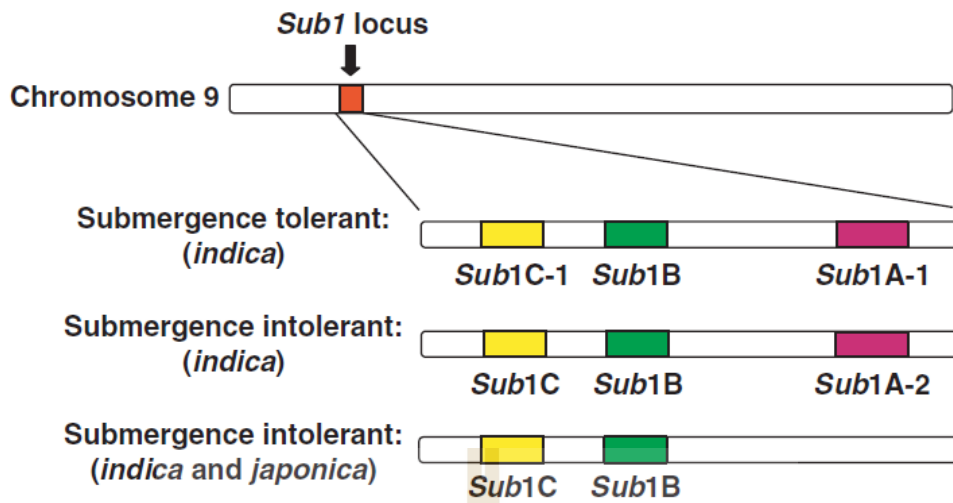 Sub1 locus
Chromosome 9
Submergence tolerant:
(indica)
Sub1C-1 Sub1B Sub1A-1
Submergence intolerant:
(indica)
Sub1C Sub1B Sub1A-2
Submergence intolerant:
(indica and japonica)
Sub1C Sub1B